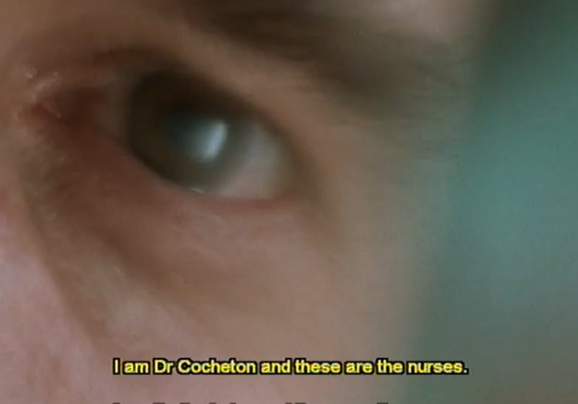 I am Dr Cocheton and these are the nurses.